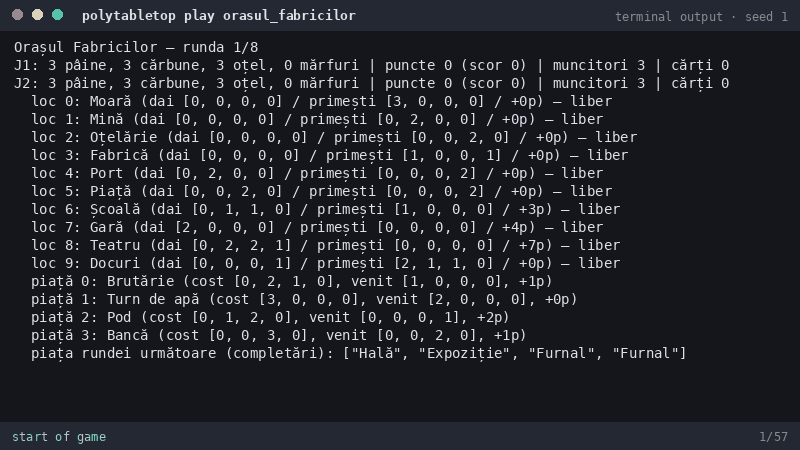 polytabletop play orasul_fabricilor
terminal output · seed 1
Orașul Fabricilor — runda 1/8
J1: 3 pâine, 3 cărbune, 3 oțel, 0 mărfuri | puncte 0 (scor 0) | muncitori 3 | cărți 0
J2: 3 pâine, 3 cărbune, 3 oțel, 0 mărfuri | puncte 0 (scor 0) | muncitori 3 | cărți 0
loc 0: Moară (dai [0, 0, 0, 0] / primești [3, 0, 0, 0] / +0p) — liber
loc 1: Mină (dai [0, 0, 0, 0] / primești [0, 2, 0, 0] / +0p) — liber
loc 2: Oțelărie (dai [0, 0, 0, 0] / primești [0, 0, 2, 0] / +0p) — liber
loc 3: Fabrică (dai [0, 0, 0, 0] / primești [1, 0, 0, 1] / +0p) — liber
loc 4: Port (dai [0, 2, 0, 0] / primești [0, 0, 0, 2] / +0p) — liber
loc 5: Piață (dai [0, 0, 2, 0] / primești [0, 0, 0, 2] / +0p) — liber
loc 6: Școală (dai [0, 1, 1, 0] / primești [1, 0, 0, 0] / +3p) — liber
loc 7: Gară (dai [2, 0, 0, 0] / primești [0, 0, 0, 0] / +4p) — liber
loc 8: Teatru (dai [0, 2, 2, 1] / primești [0, 0, 0, 0] / +7p) — liber
loc 9: Docuri (dai [0, 0, 0, 1] / primești [2, 1, 1, 0] / +0p) — liber
piață 0: Brutărie (cost [0, 2, 1, 0], venit [1, 0, 0, 0], +1p)
piață 1: Turn de apă (cost [3, 0, 0, 0], venit [2, 0, 0, 0], +0p)
piață 2: Pod (cost [0, 1, 2, 0], venit [0, 0, 0, 1], +2p)
piață 3: Bancă (cost [0, 0, 3, 0], venit [0, 0, 2, 0], +1p)
piața rundei următoare (completări): ["Hală", "Expoziție", "Furnal", "Furnal"]
start of game
1/57